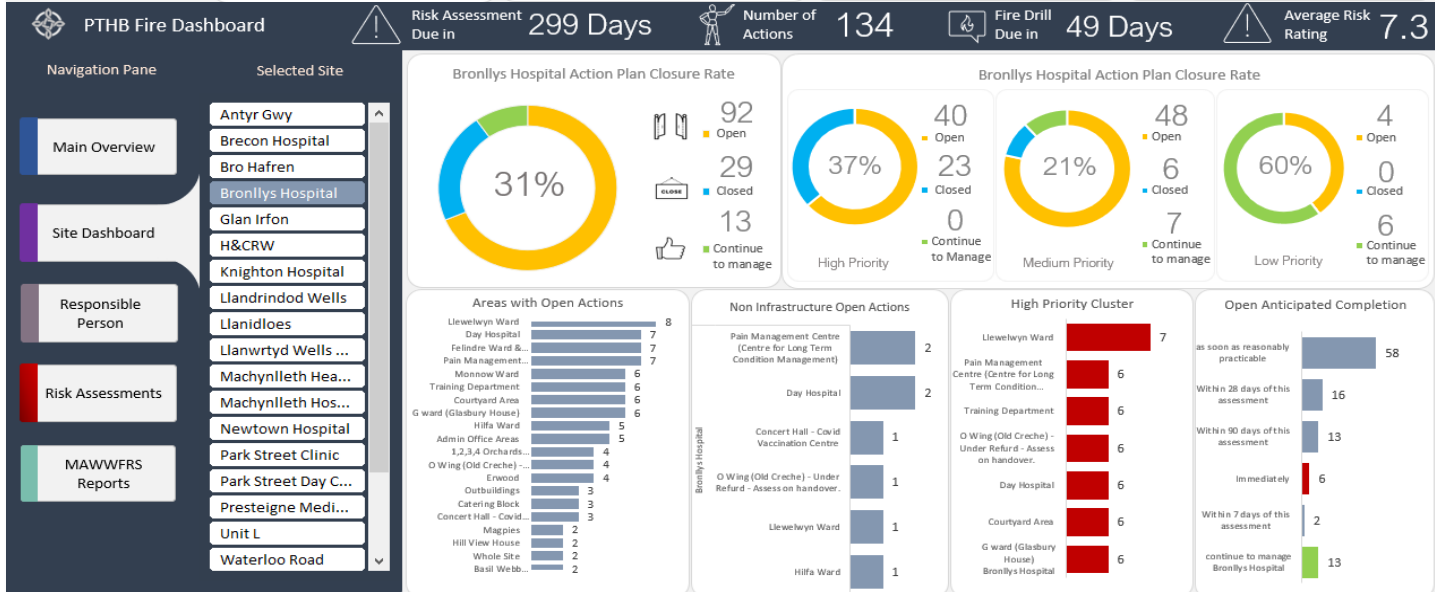 PTHB Fire Dashboard
Risk Assessment
Due in
299 Days
Number of
Actions
134
Fire Drill
Due in
49 Days
Average Risk
Rating
7.3
Navigation Pane
Main Overview
Site Dashboard
Responsible
Person
Risk Assessments
MAWWFRS
Reports
Selected Site
Antyr Gwy
Brecon Hospital
Bro Hafren
Bronllys Hospital
Glan Irfon
H&CRW
Knighton Hospital
Llandrindod Wells
Llanidloes
Llanwrtyd Wells ...
Machynlleth Hea...
Machynlleth Hos...
Newtown Hospital
Park Street Clinic
Park Street Day C...
Presteigne Medi...
Unit L
Waterloo Road
Bronllys Hospital Action Plan Closure Rate
31%
92
Open
CLOSE
29
Closed
13
Continue
to manage
Bronllys Hospital Action Plan Closure Rate
37%
40
Open
23
Closed
0
Continue
to Manage
High Priority
21%
48
Open
6
Closed
7
Continue
to manage
Medium Priority
60%
4
Open
0
Closed
6
Continue
to manage
Low Priority
Areas with Open Actions
Llewelwyn Ward 8
Day Hospital 7
Felindre Ward &... 7
Pain Management... 7
Monnow Ward 6
Training Department 6
Courtyard Area 6
G ward (Glasbury House) 6
Hilfa Ward 5
Admin Office Areas 5
1,2,3,4 Orchards... 4
O Wing (Old Creche) -... 4
Erwood 4
Outbuildings 3
Catering Block 3
Concert Hall - Covid... 3
Magpies 2
Hill View House 2
Whole Site 2
Basil Webb... 2
Non Infrastructure Open Actions
Bronllys Hospital
Pain Management Centre
(Centre for Long Term
Condition Management)
2
Day Hospital 2
Concert Hall - Covid
Vaccination Centre
1
O Wing (Old Creche) - Under
Refurd - Assess on handover.
1
Llewelwyn Ward 1
Hilfa Ward 1
High Priority Cluster
Llewelwyn Ward 7
Pain Management
Centre (Centre for Long
Term Condition...
6
Training Department 6
O Wing (Old Creche) -
Under Refurd - Assess
on handover.
6
Day Hospital 6
Courtyard Area 6
G ward (Glasbury
House)
6
Bronllys Hospital
Open Anticipated Completion
as soon as reasonably
practicable
58
Within 28 days of this
assessment
16
Within 90 days of this
assessment
13
Immediately 6
Within 7 days of this
assessment
2
continue to manage
Bronllys Hospital
13